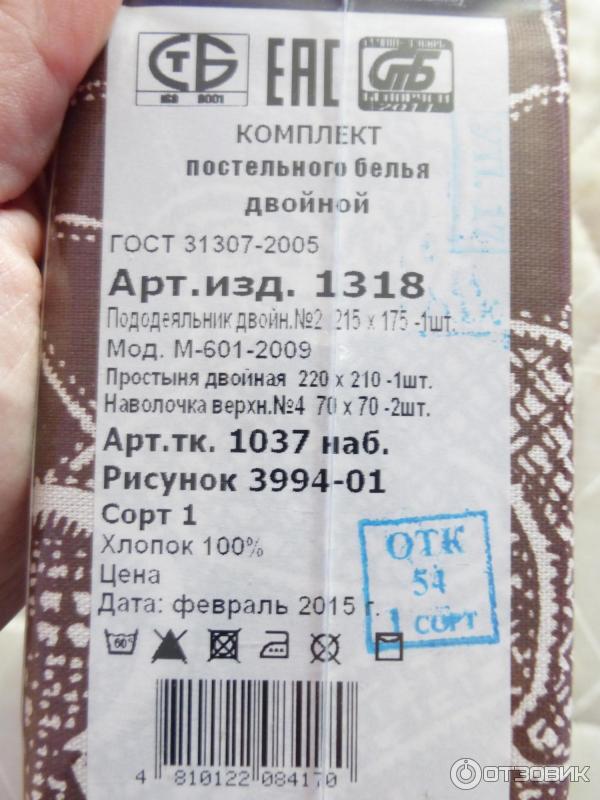 СТБ
ISO 9001
ЕАС
СТБ
2011
КОМПЛЕКТ
постельного белья
двойной
ГОСТ 31307-2005
Арт.изд. 1318
Пододеяльник двойн.№2 215 х 175 -1шт.
Мод. М-601-2009
Простыня двойная 220 х 210 -1шт.
Наволочка верхн.№4 70 х 70 -2шт.
Арт.тк. 1037 наб.
Рисунок 3994-01
Сорт 1
Хлопок 100%
Цена
Дата: февраль 2015 г.
ОТК
54
1 СОРТ
60°
4 810122 084170
ОТЗОВИК